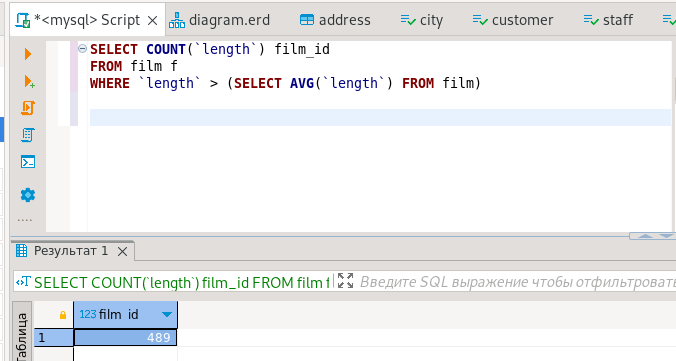 *<mysql> Script
diagram.erd
address
city
customer
staff
SELECT COUNT(`length`) film_id
FROM film f
WHERE `length` > (SELECT AVG(`length`) FROM film)
Результат 1
SELECT COUNT(`length`) film_id FROM film f
Введите SQL выражение чтобы отфильтровать
Таблица
123 film_id
1
489